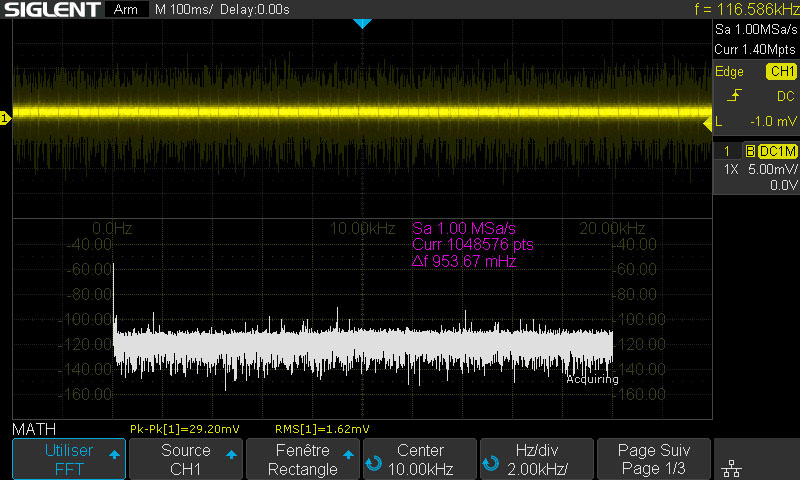 SIGLENT Arm M 100ms/ Delay:0.00s f = 116.586kHz
Sa 1.00MSa/s
Curr 1.40Mpts
Edge CH1
DC
L -1.0 mV
1
1 B DC1M
1X 5.00mV/
0.0V
0.0Hz 10.00kHz 20.00kHz
Sa 1.00 MSa/s
Curr 1048576 pts
Δf 953.67 mHz
-40.00 -40.00
-60.00 -60.00
-80.00 -80.00
-100.00 -100.00
-120.00 -120.00
-140.00 -140.00
-160.00 -160.00
Acquiring
MATH Pk-Pk[1]=29.20mV RMS[1]=1.62mV
Utiliser Source Fenêtre Center Hz/div Page Suiv
FFT CH1 Rectangle 10.00kHz 2.00kHz/ Page 1/3